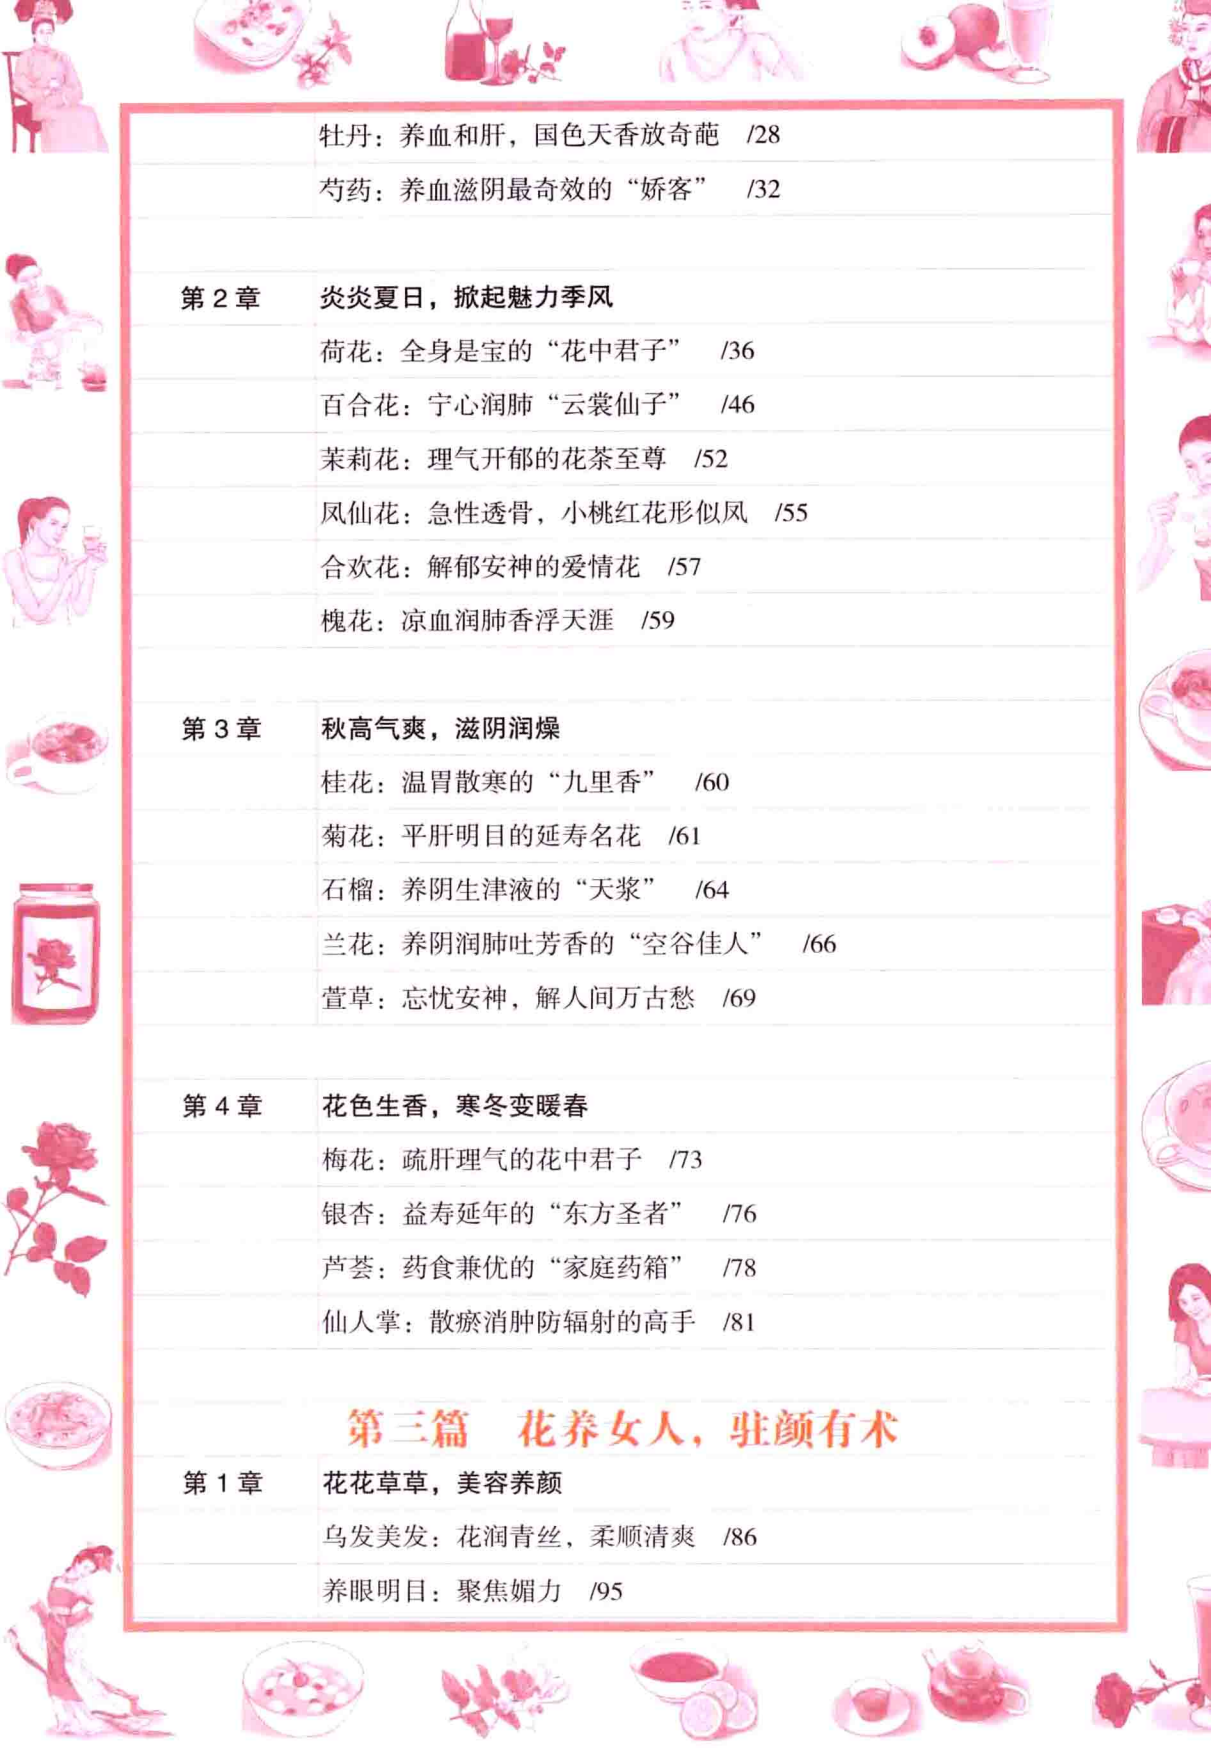 牡丹：养血和肝，国色天香放奇葩 /28
芍药：养血滋阴最奇效的“娇客” /32
第 2 章 炎炎夏日，掀起魅力季风
荷花：全身是宝的“花中君子” /36
百合花：宁心润肺“云裳仙子” /46
茉莉花：理气开郁的花茶至尊 /52
凤仙花：急性透骨，小桃红花形似凤 /55
合欢花：解郁安神的爱情花 /57
槐花：凉血润肺香浮天涯 /59
第 3 章 秋高气爽，滋阴润燥
桂花：温胃散寒的“九里香” /60
菊花：平肝明目的延寿名花 /61
石榴：养阴生津液的“天浆” /64
兰花：养阴润肺吐芳香的“空谷佳人” /66
萱草：忘忧安神，解人间万古愁 /69
第 4 章 花色生香，寒冬变暖春
梅花：疏肝理气的花中君子 /73
银杏：益寿延年的“东方圣者” /76
芦荟：药食兼优的“家庭药箱” /78
仙人掌：散瘀消肿防辐射的高手 /81
第三篇 花养女人，驻颜有术
第 1 章 花花草草，美容养颜
乌发美发：花润青丝，柔顺清爽 /86
养眼明目：聚焦媚力 /95